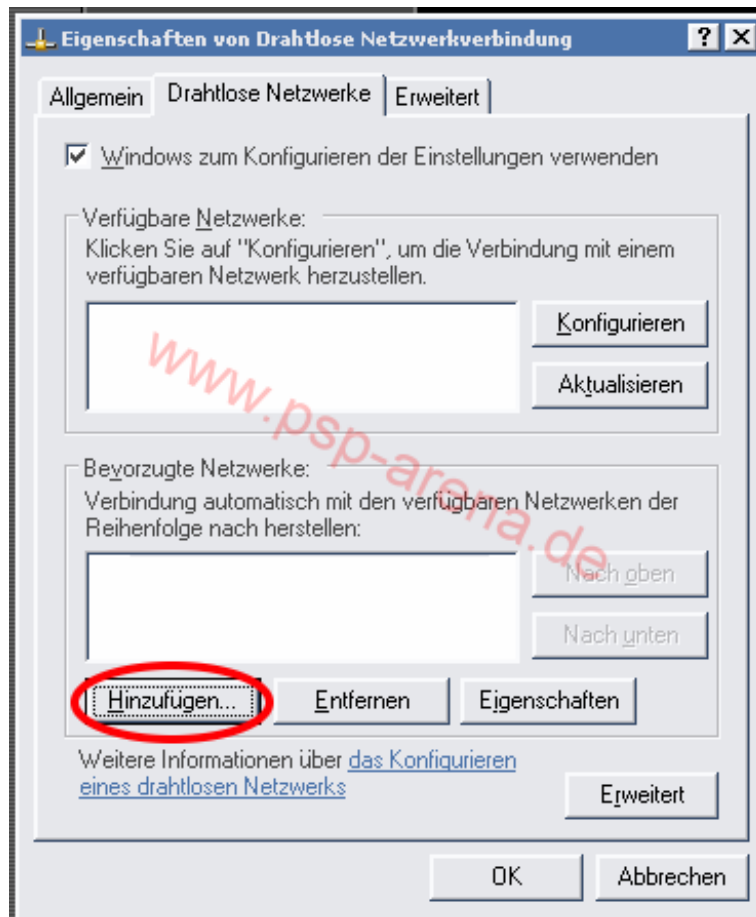 Eigenschaften von Drahtlose Netzwerkverbindung
Allgemein Drahtlose Netzwerke Erweitert
Windows zum Konfigurieren der Einstellungen verwenden
Verfügbare Netzwerke:
Klicken Sie auf "Konfigurieren", um die Verbindung mit einem
verfügbaren Netzwerk herzustellen.
Konfigurieren
Aktualisieren
www.psp-arena.de
Bevorzugte Netzwerke:
Verbindung automatisch mit den verfügbaren Netzwerken der
Reihenfolge nach herstellen:
Nach oben
Nach unten
Hinzufügen... Entfernen Eigenschaften
Weitere Informationen über das Konfigurieren
eines drahtlosen Netzwerks
Erweitert
OK Abbrechen